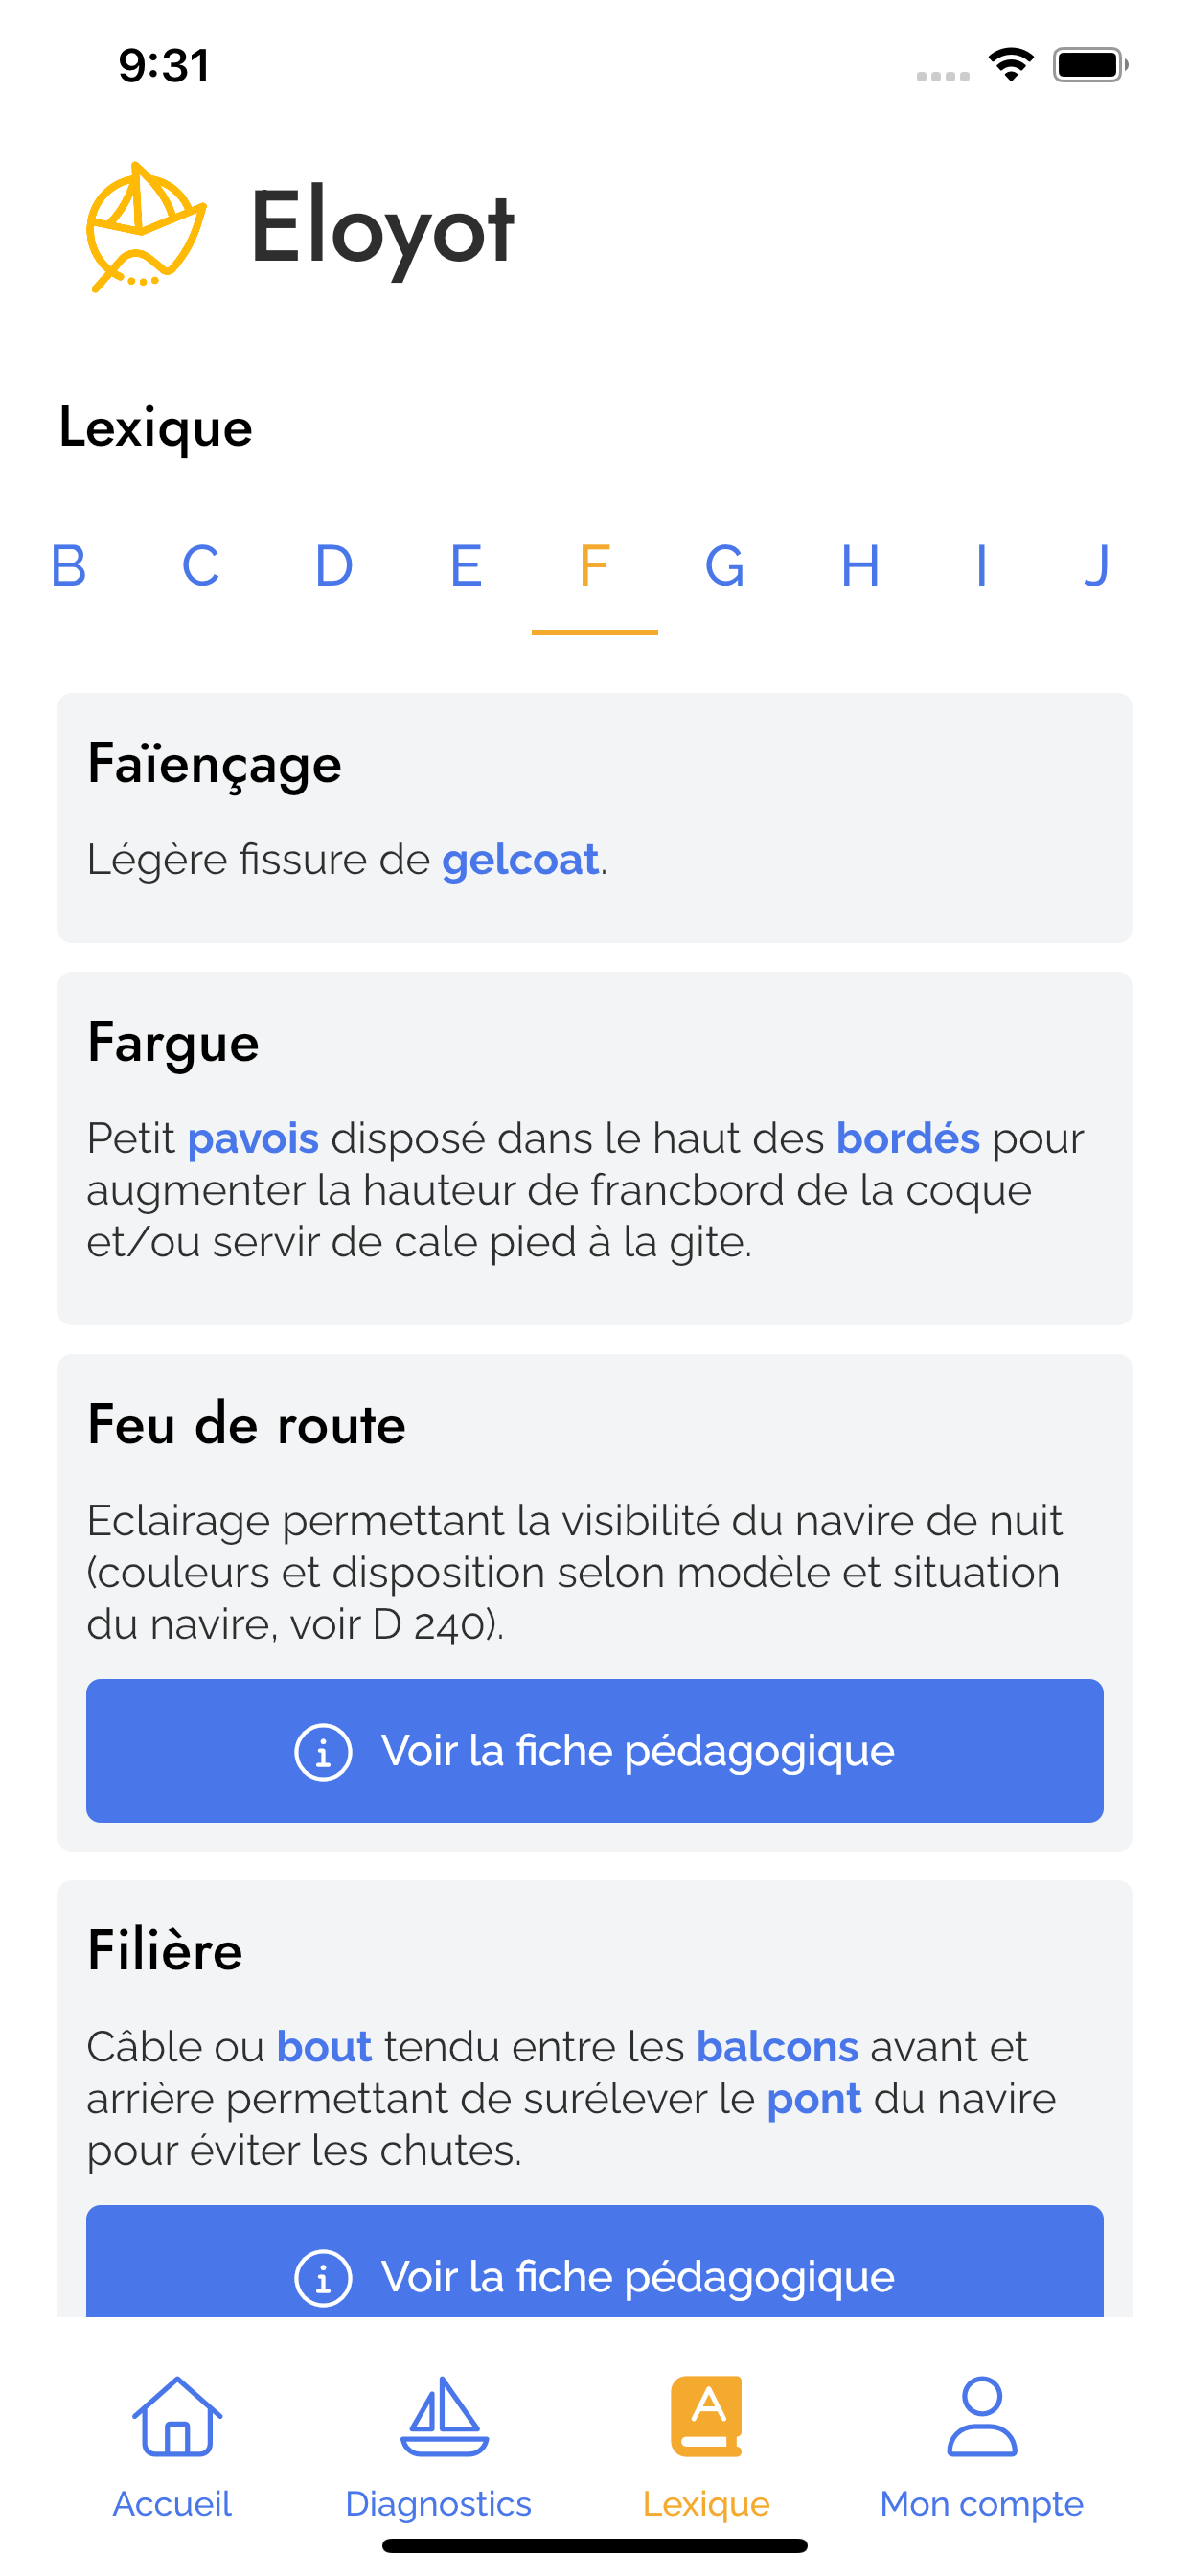 9:31
Eloyot
Lexique
B C D E F G H I J
Faïençage
Légère fissure de gelcoat.
Fargue
Petit pavois disposé dans le haut des bordés pour
augmenter la hauteur de francbord de la coque
et/ou servir de cale pied à la gite.
Feu de route
Eclairage permettant la visibilité du navire de nuit
(couleurs et disposition selon modèle et situation
du navire, voir D 240).
Voir la fiche pédagogique
Filière
Câble ou bout tendu entre les balcons avant et
arrière permettant de surélever le pont du navire
pour éviter les chutes.
Voir la fiche pédagogique
Accueil Diagnostics Lexique Mon compte